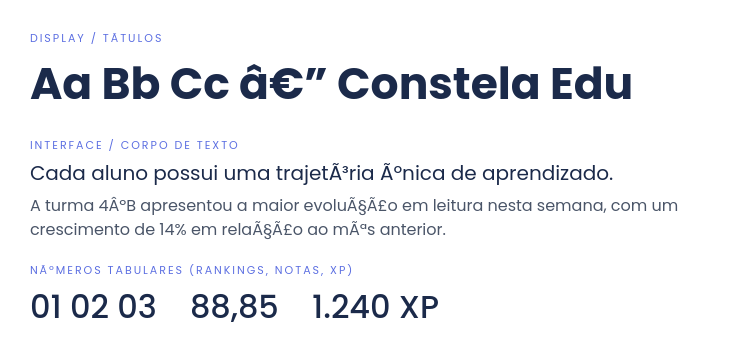 DISPLAY / TÃTULOS
Aa Bb Cc â€” Constela Edu
INTERFACE / CORPO DE TEXTO
Cada aluno possui uma trajetÃ³ria Ãºnica de aprendizado.
A turma 4ÂºB apresentou a maior evoluÃ§Ã£o em leitura nesta semana, com um
crescimento de 14% em relaÃ§Ã£o ao mÃªs anterior.
NÃºMEROS TABULARES (RANKINGS, NOTAS, XP)
01 02 03 88,85 1.240 XP